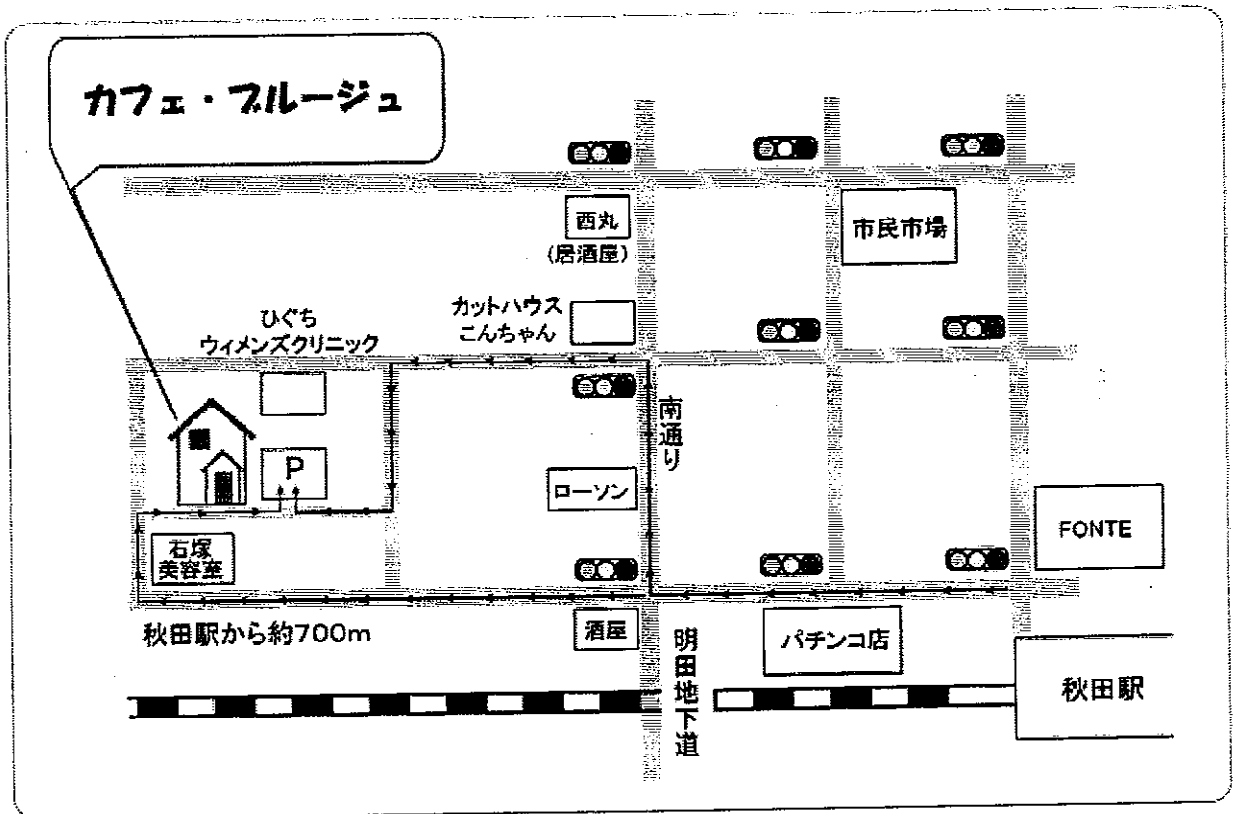 カフェ・ブルージュ
酉丸
(居酒屋)
市民市場
カットハウス
こんちゃん
ひぐち
ウィメンズクリニック
南通り
P
ローソン
FONTE
石塚
美容室
秋田駅から約700m
酒屋
明田地下道
パチンコ店
秋田駅